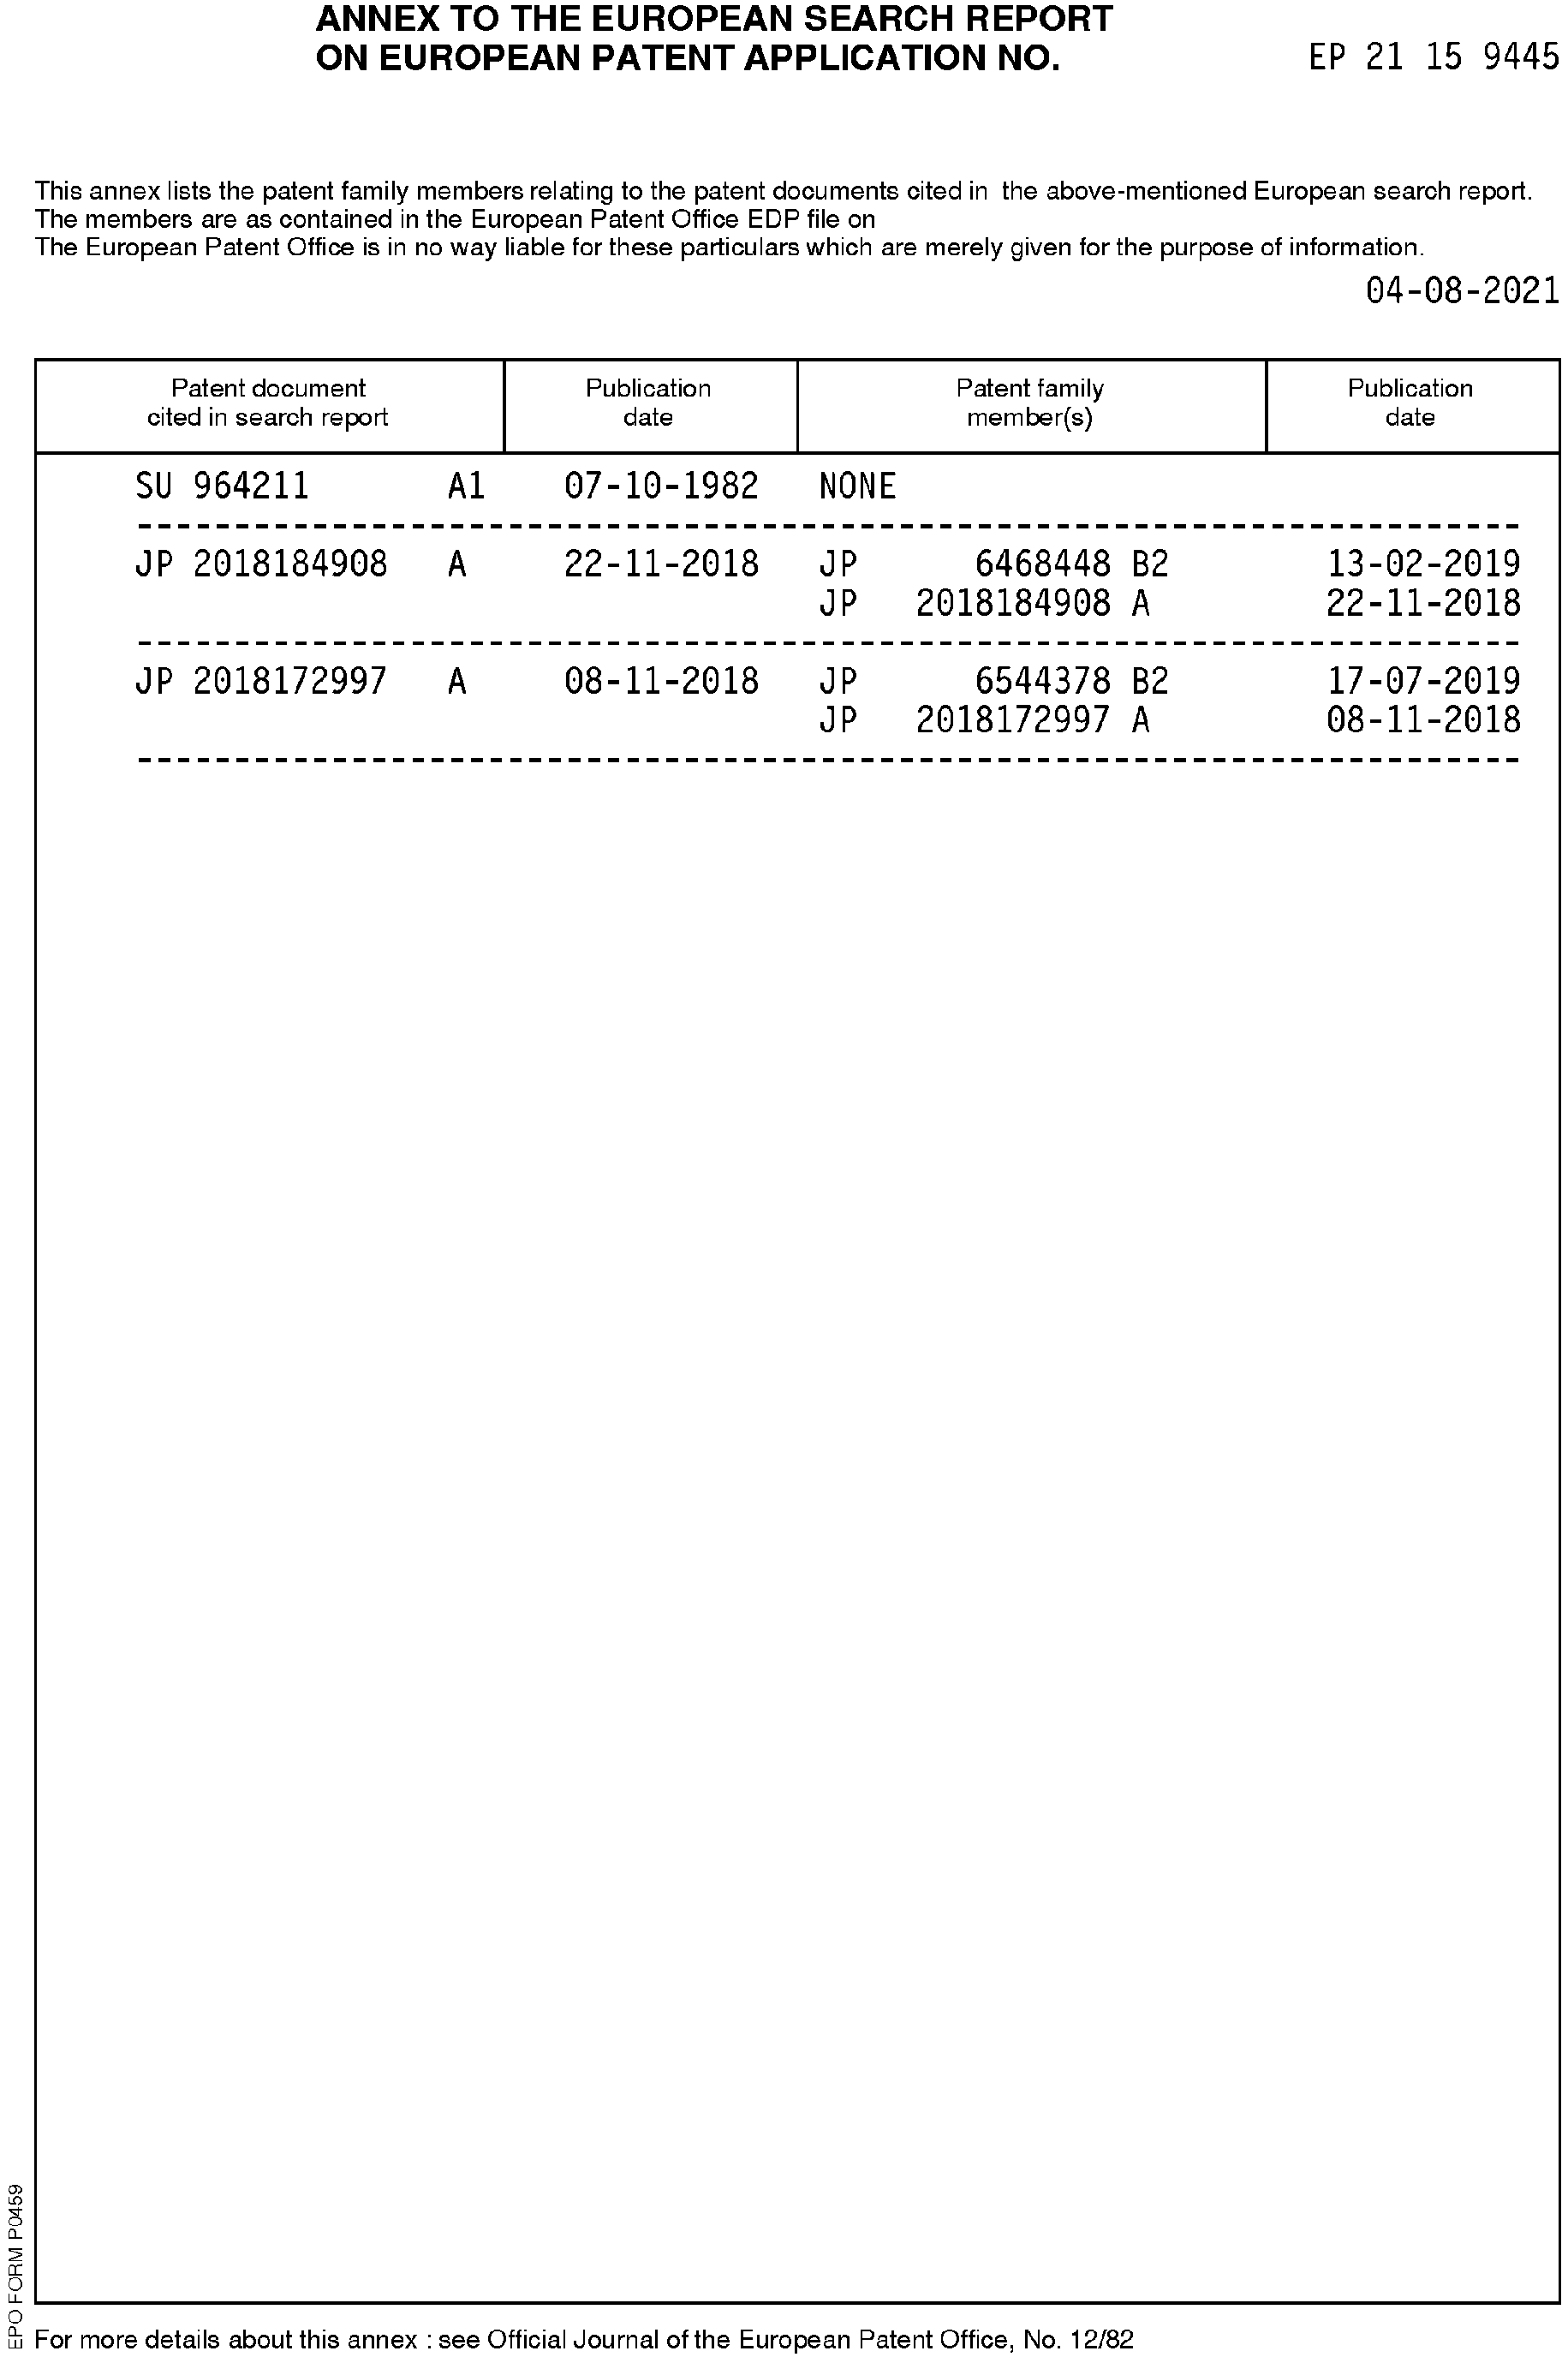 ANNEX TO THE EUROPEAN SEARCH REPORT
ON EUROPEAN PATENT APPLICATION NO. EP 21 15 9445
This annex lists the patent family members relating to the patent documents cited in the above-mentioned European search report.
The members are as contained in the European Patent Office EDP file on
The European Patent Office is in no way liable for these particulars which are merely given for the purpose of information.
04-08-2021
Patent document Publication Patent family Publication
cited in search report date member(s) date
SU 964211 A1 07-10-1982 NONE
JP 2018184908 A 22-11-2018 JP 6468448 B2 13-02-2019
JP 2018184908 A 22-11-2018
JP 2018172997 A 08-11-2018 JP 6544378 B2 17-07-2019
JP 2018172997 A 08-11-2018
EPO FORM P0459
For more details about this annex : see Official Journal of the European Patent Office, No. 12/82